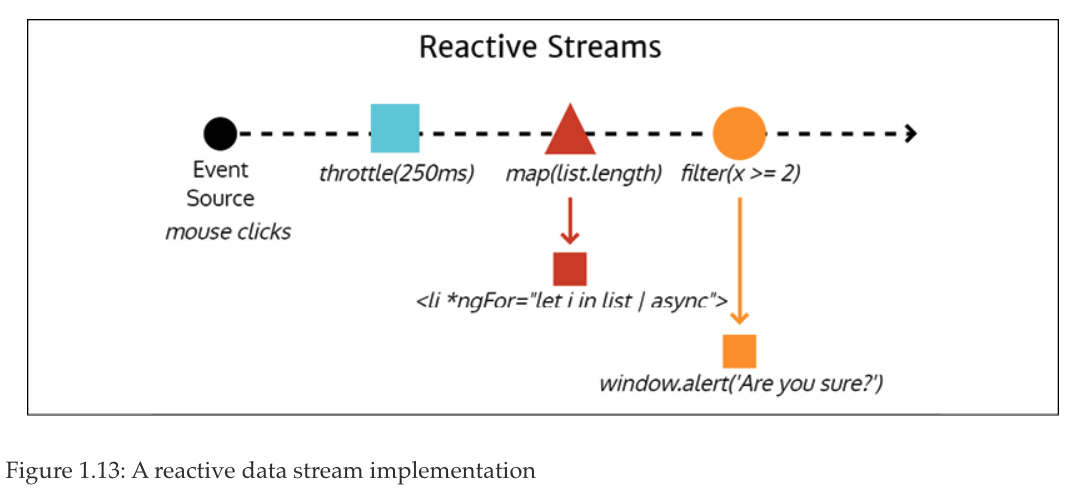 Reactive Streams
Event
Source
mouse clicks
throttle(250ms)
map(list.length)
filter(x >= 2)
<li *ngFor="let i in list | async">
window.alert('Are you sure?')
Figure 1.13: A reactive data stream implementation